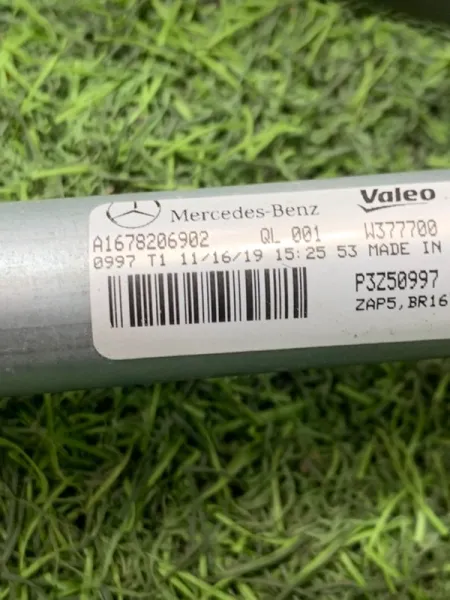 Mercedes-Benz Valeo
A1678206902 QL 001 W377700
0997 T1 11/16/19 15:25 53 MADE IN
P3Z50997
ZAP5,BR16